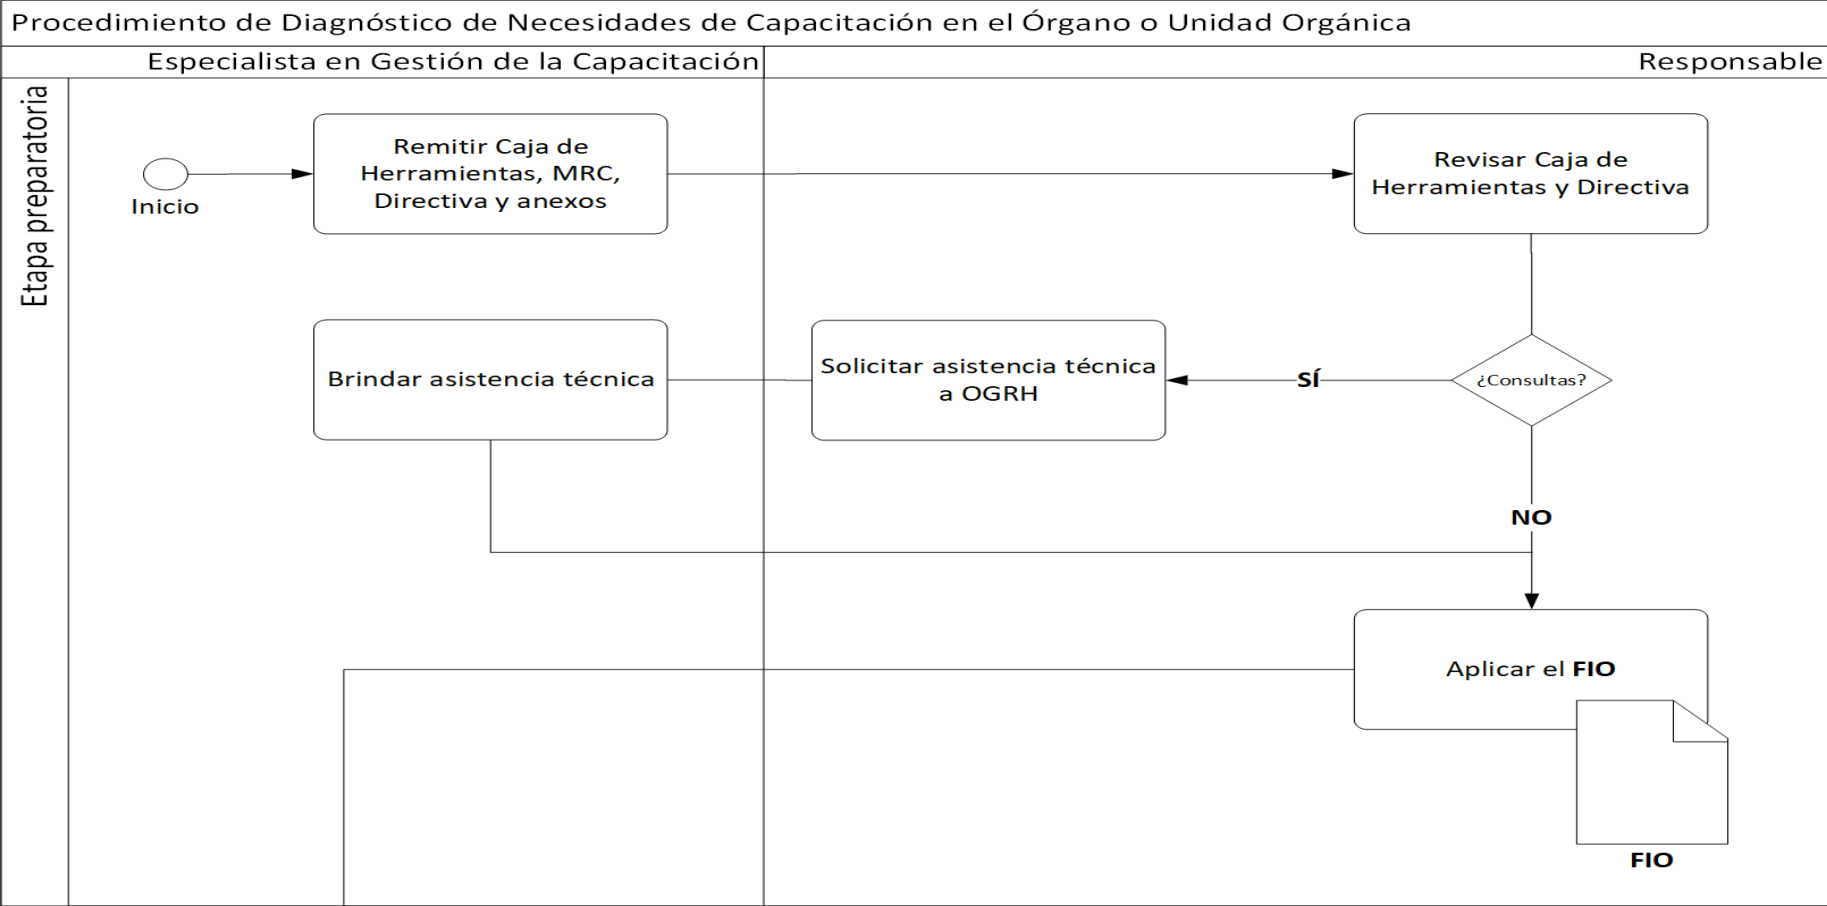 Procedimiento de Diagnóstico de Necesidades de Capacitación en el Órgano o Unidad Orgánica
Especialista en Gestión de la Capacitación
Responsable
Etapa preparatoria
Inicio
Remitir Caja de
Herramientas, MRC,
Directiva y anexos
Revisar Caja de
Herramientas y Directiva
Brindar asistencia técnica
Solicitar asistencia técnica
a OGRH
SÍ
¿Consultas?
NO
Aplicar el FIO
FIO